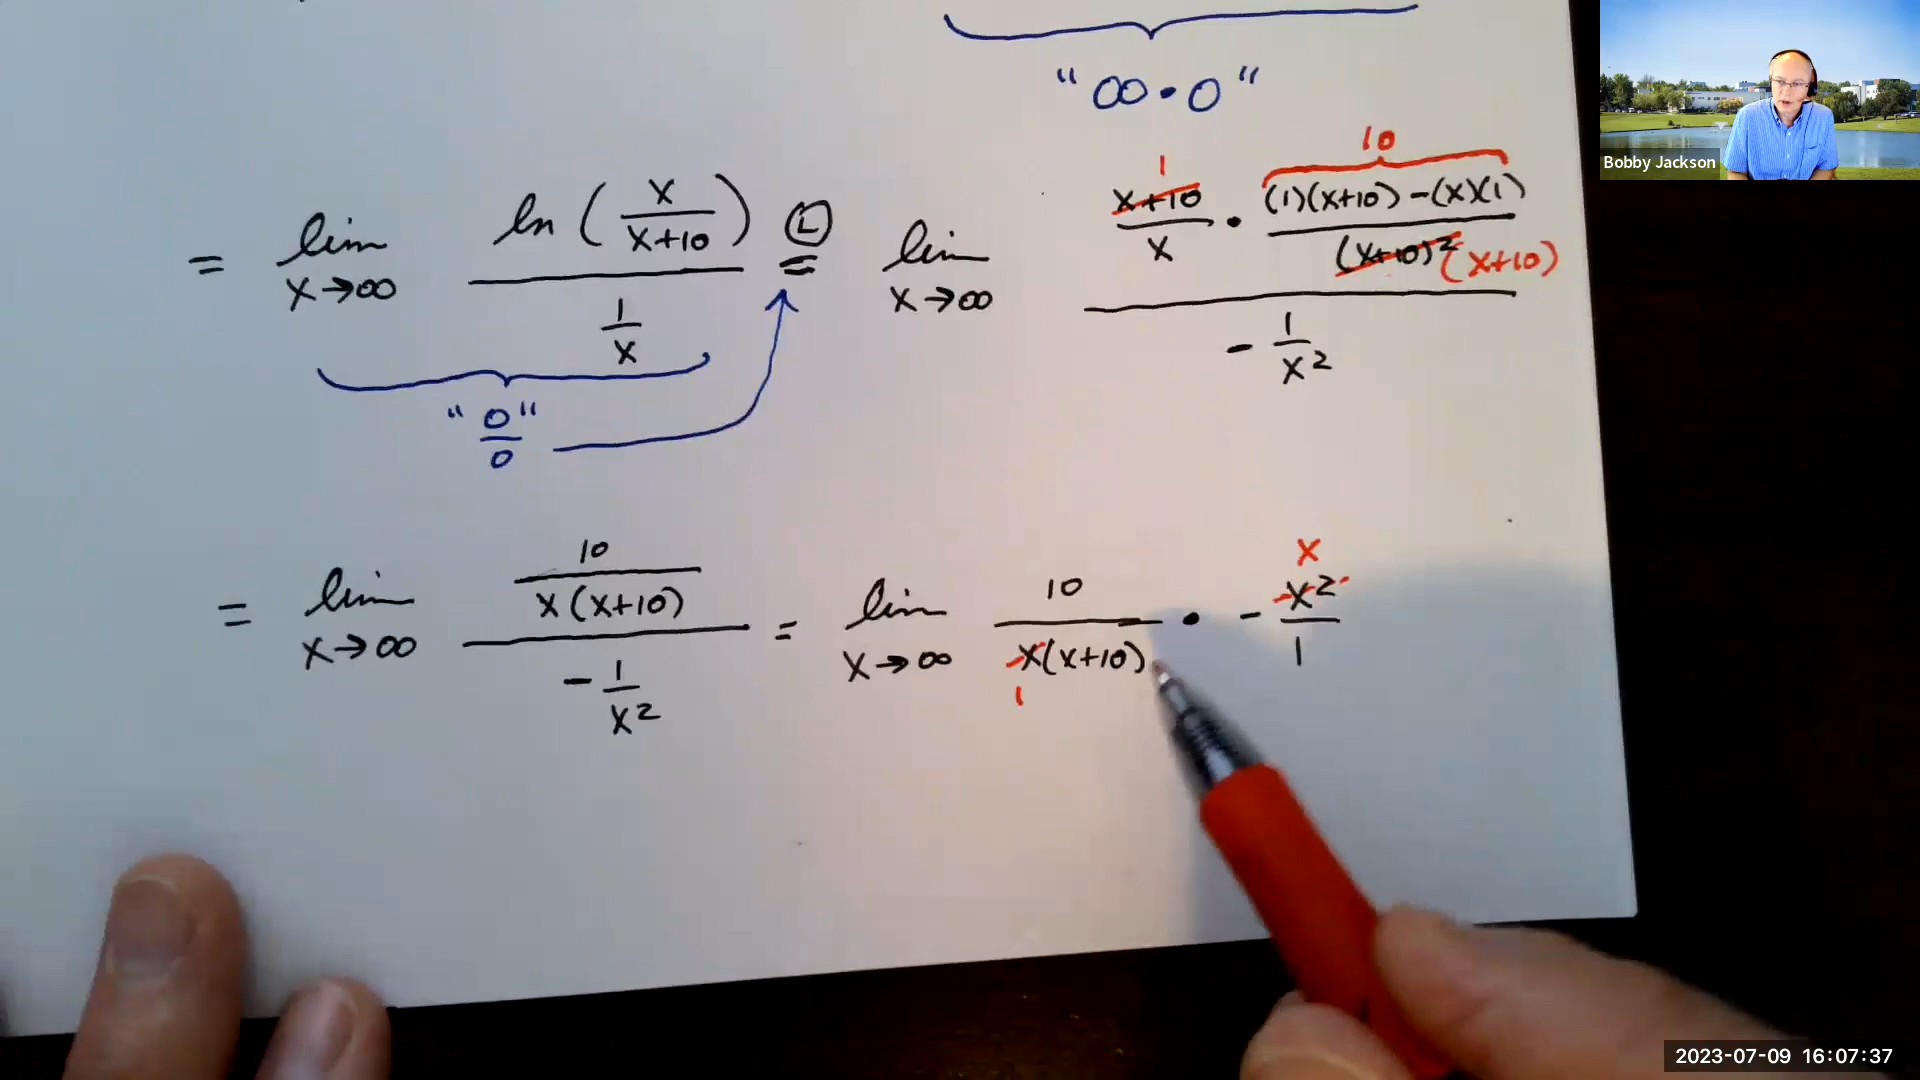 "∞・0"
Bobby Jackson
= lim x→∞ ln(x/(x+10)) / (1/x) Ⓛ= lim x→∞ ((x+10)/x · ((1)(x+10) - (x)(1))/(x+10)² (x+10)) / (-1/x²)
1
10
"0/0"
= lim x→∞ (10/(x(x+10))) / (-1/x²) = lim x→∞ 10/(x(x+10)) · -x²/1
x
1
2023-07-09 16:07:37